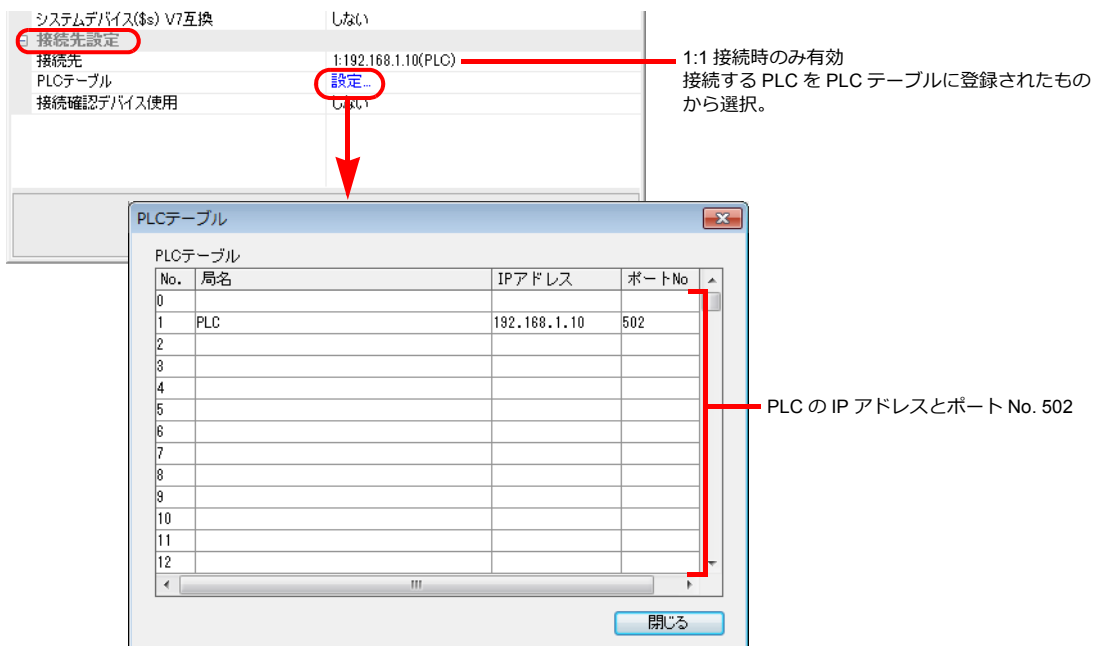 システムデバイス($s) V7互換 しない
接続先設定
接続先 1:192.168.1.10(PLC)
PLCテーブル 設定...
接続確認デバイス使用 しない
1:1 接続時のみ有効
接続する PLC を PLC テーブルに登録されたもの
から選択。
PLCテーブル
PLCテーブル
No. 局名 IPアドレス ポートNo
0
1 PLC 192.168.1.10 502
2
3
4
5
6
7
8
9
10
11
12
PLC の IP アドレスとポート No. 502
閉じる